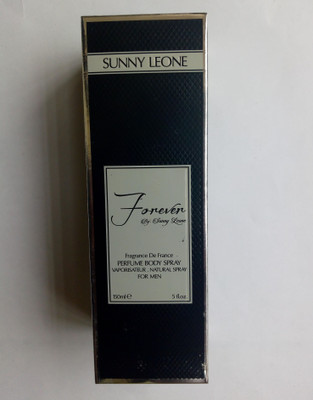 SUNNY LEONE
Forever
By Sunny Leone
Fragrance De France
PERFUME BODY SPRAY
VAPORISATEUR, NATURAL SPRAY
FOR MEN
150ml e 5 fl.oz